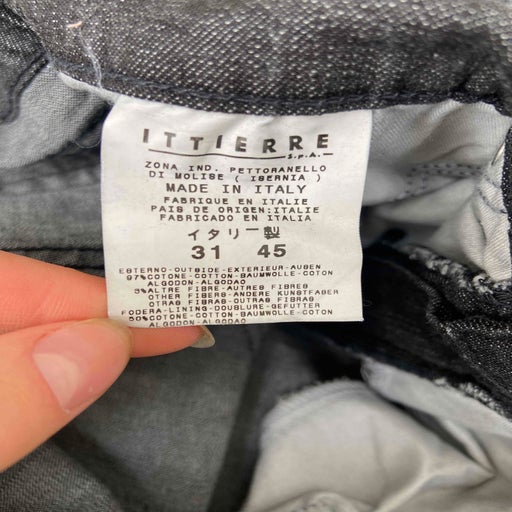 ITTIERRE
S.p.A.
ZONA IND. PETTORANELLO
DI MOLISE ( ISERNIA )
MADE IN ITALY
FABRIQUE EN ITALIE
PAIS DE ORIGEN:ITALIE
FABRICADO EN ITALIA
イタリー製
31 45
ESTERNO-OUTSIDE-EXTERIEUR-AUßEN
97%COTONE-COTTON-BAUMWOLLE-COTON
ALGODON-ALGODAO
3%ALTRE FIBRE-AUTRES FIBRES
OTHER FIBERS-ANDERE KUNSTFASER
OTRAS FIBRAS-OUTRAS FIBRAS
FODERA-LINING-DOUBLURE-GEFUTTER
50%COTONE-COTTON-BAUMWOLLE-COTON
ALGODON-ALGODAO